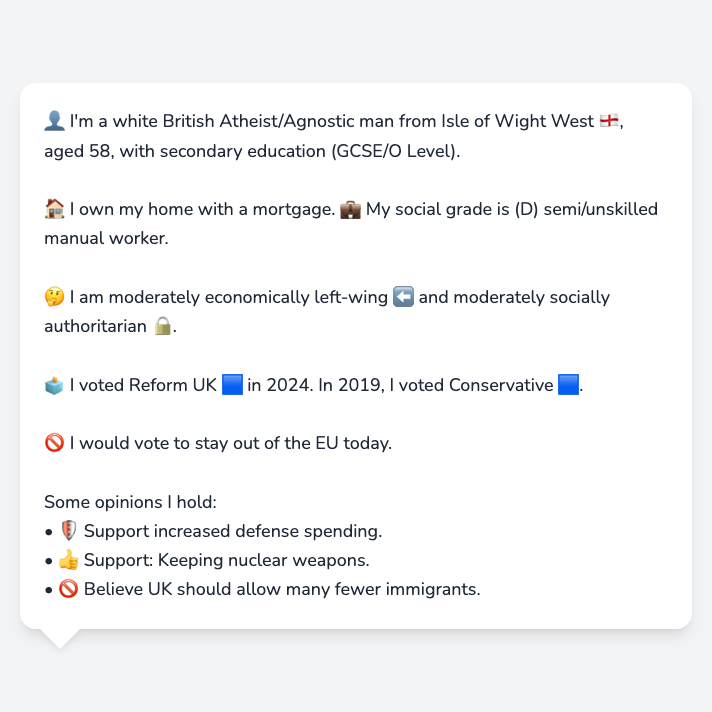 👤 I'm a white British Atheist/Agnostic man from Isle of Wight West 🏴󠁧󠁢󠁥󠁮󠁧󠁿,
aged 58, with secondary education (GCSE/O Level).
🏠 I own my home with a mortgage. 💼 My social grade is (D) semi/unskilled
manual worker.
🤔 I am moderately economically left-wing ⬅️ and moderately socially
authoritarian 🔒.
🗳️ I voted Reform UK 🟦 in 2024. In 2019, I voted Conservative 🟦.
🚫 I would vote to stay out of the EU today.
Some opinions I hold:
• 🛡️ Support increased defense spending.
• 👍 Support: Keeping nuclear weapons.
• 🚫 Believe UK should allow many fewer immigrants.